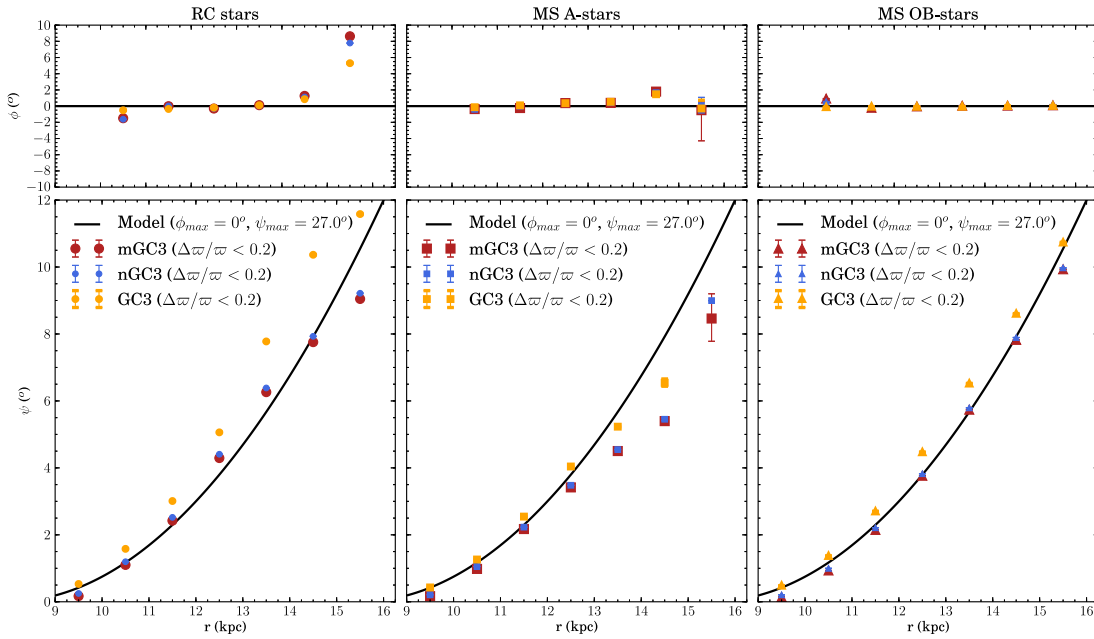 RC stars MS A-stars MS OB-stars
10
8
6
4
2
0
−2
−4
−6
−8
−10
ϕ (°)
12
10
8
6
4
2
0
ψ (°)
Model (ϕmax = 0°, ψmax = 27.0°)
mGC3 (Δϖ/ϖ < 0.2)
nGC3 (Δϖ/ϖ < 0.2)
GC3 (Δϖ/ϖ < 0.2)
Model (ϕmax = 0°, ψmax = 27.0°)
mGC3 (Δϖ/ϖ < 0.2)
nGC3 (Δϖ/ϖ < 0.2)
GC3 (Δϖ/ϖ < 0.2)
Model (ϕmax = 0°, ψmax = 27.0°)
mGC3 (Δϖ/ϖ < 0.2)
nGC3 (Δϖ/ϖ < 0.2)
GC3 (Δϖ/ϖ < 0.2)
9 10 11 12 13 14 15 16
9 10 11 12 13 14 15 16
9 10 11 12 13 14 15 16
r (kpc) r (kpc) r (kpc)